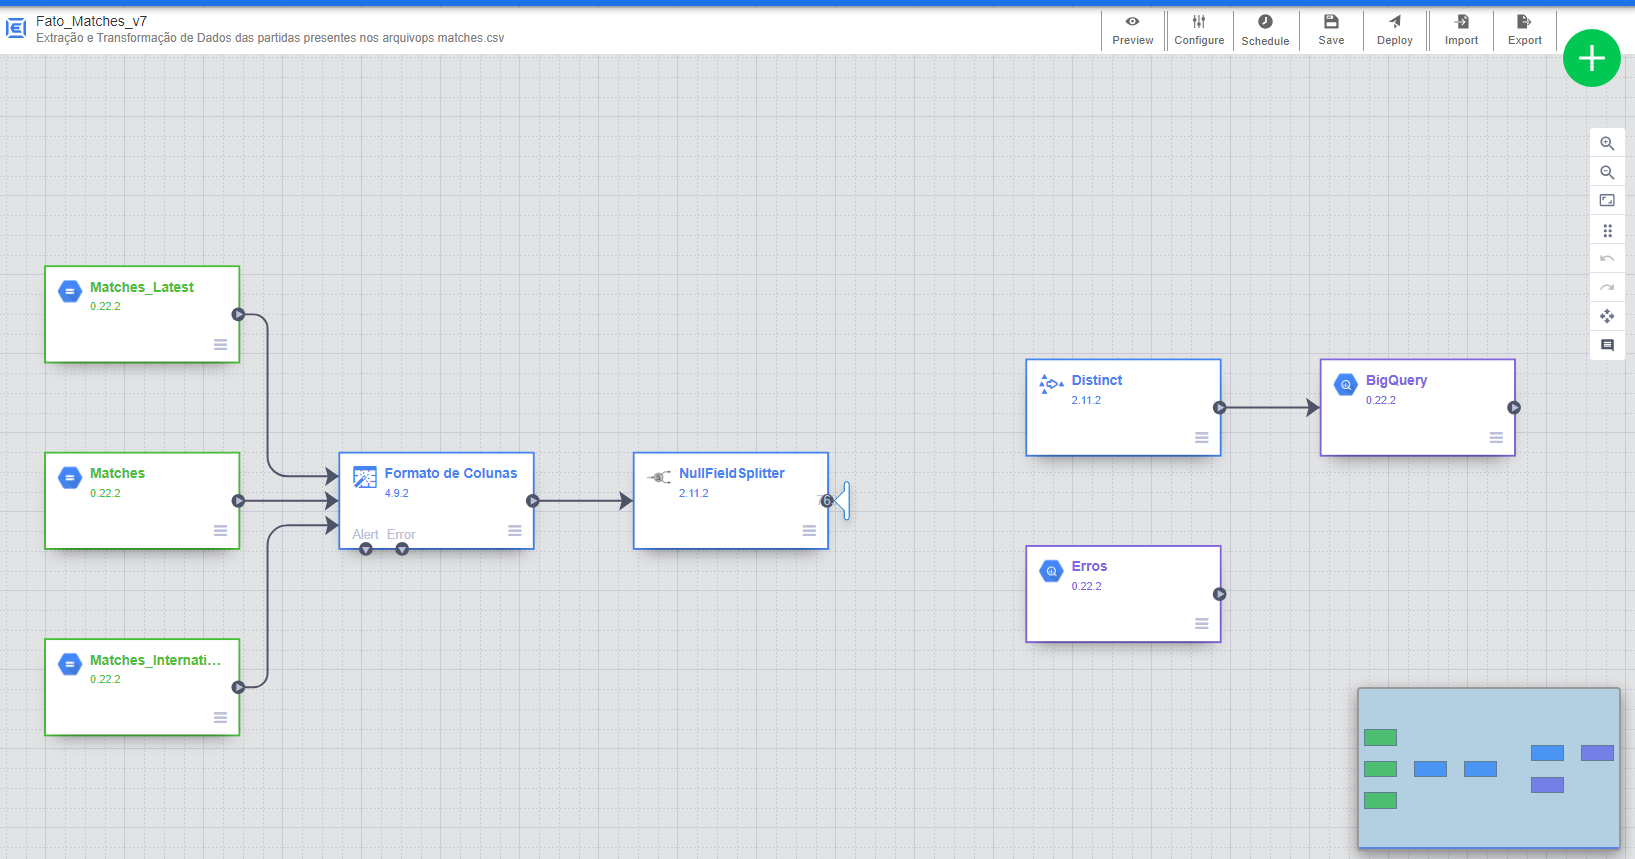 Fato_Matches_v7
Extração e Transformação de Dados das partidas presentes nos arquivops matches.csv
Preview
Configure
Schedule
Save
Deploy
Import
Export
Matches_Latest
0.22.2
Matches
0.22.2
Matches_Internati...
0.22.2
Formato de Colunas
4.9.2
Alert Error
NullFieldSplitter
2.11.2
Distinct
2.11.2
BigQuery
0.22.2
Erros
0.22.2